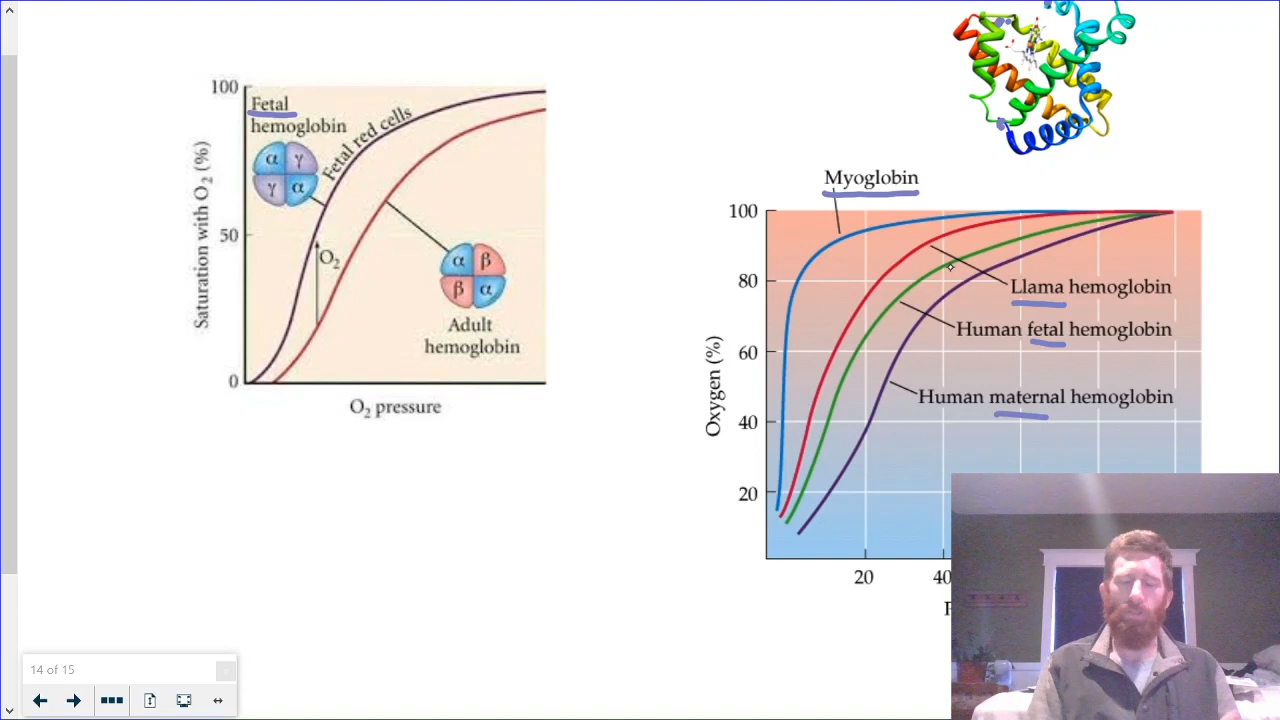 100
Fetal
hemoglobin
α γ
γ α
Fetal red cells
Saturation with O₂ (%)
50
O₂
α β
β α
Adult
hemoglobin
0
O₂ pressure
Myoglobin
100
80
60
40
20
Oxygen (%)
Llama hemoglobin
Human fetal hemoglobin
Human maternal hemoglobin
20
40
14 of 15